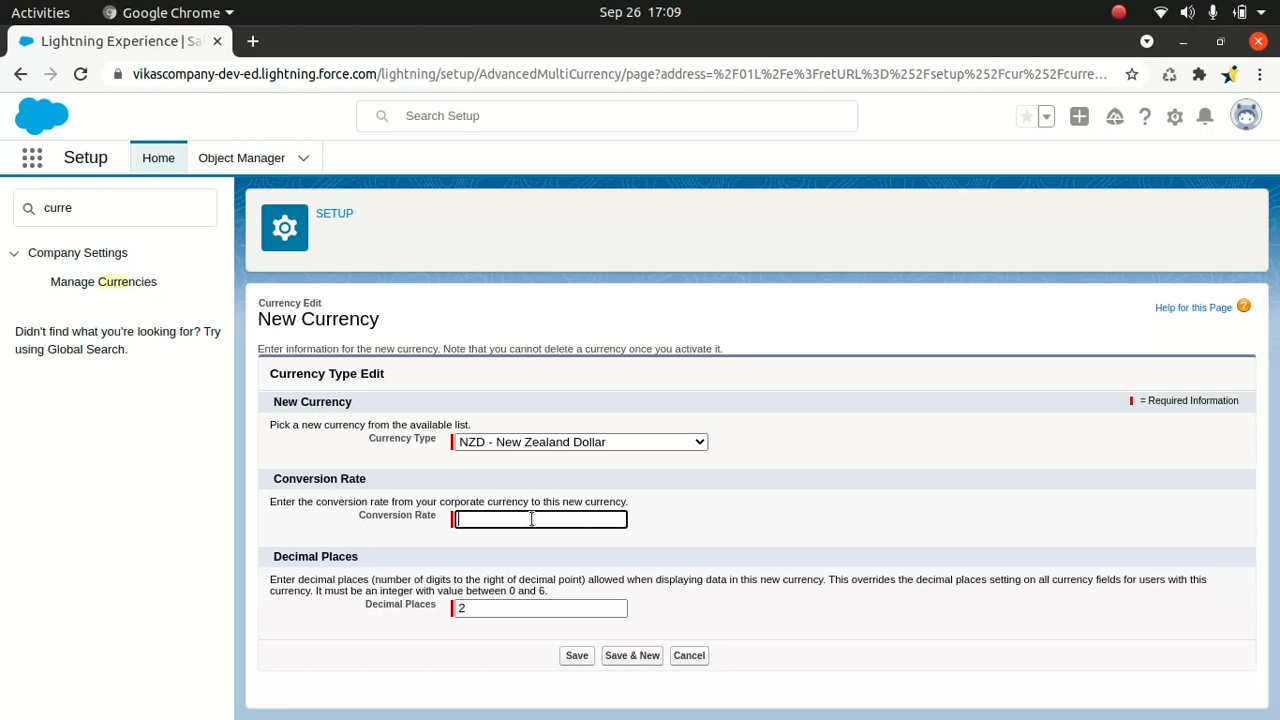 Activities
Google Chrome
Sep 26 17:09
Lightning Experience | Sa
vikascompany-dev-ed.lightning.force.com/lightning/setup/AdvancedMultiCurrency/page?address=%2F01L%2Fe%3FretURL%3D%252Fsetup%252Fcur%252Fcurre...
Search Setup
Setup
Home
Object Manager
curre
SETUP
Company Settings
Manage Currencies
Didn't find what you're looking for? Try
using Global Search.
Currency Edit
New Currency
Help for this Page
Enter information for the new currency. Note that you cannot delete a currency once you activate it.
Currency Type Edit
New Currency
= Required Information
Pick a new currency from the available list.
Currency Type
NZD - New Zealand Dollar
Conversion Rate
Enter the conversion rate from your corporate currency to this new currency.
Conversion Rate
Decimal Places
Enter decimal places (number of digits to the right of decimal point) allowed when displaying data in this new currency. This overrides the decimal places setting on all currency fields for users with this
currency. It must be an integer with value between 0 and 6.
Decimal Places
2
Save
Save & New
Cancel